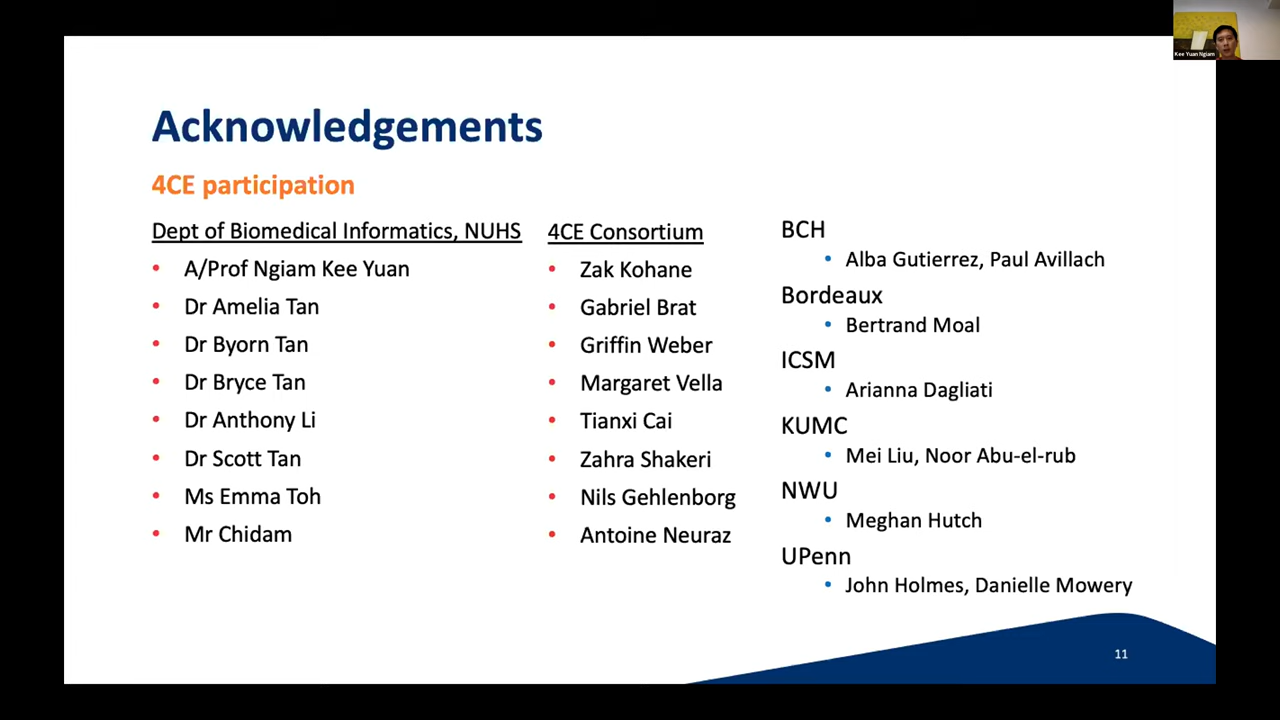 Kee Yuan Ngiam
Acknowledgements
4CE participation
Dept of Biomedical Informatics, NUHS
• A/Prof Ngiam Kee Yuan
• Dr Amelia Tan
• Dr Byorn Tan
• Dr Bryce Tan
• Dr Anthony Li
• Dr Scott Tan
• Ms Emma Toh
• Mr Chidam
4CE Consortium
• Zak Kohane
• Gabriel Brat
• Griffin Weber
• Margaret Vella
• Tianxi Cai
• Zahra Shakeri
• Nils Gehlenborg
• Antoine Neuraz
BCH
• Alba Gutierrez, Paul Avillach
Bordeaux
• Bertrand Moal
ICSM
• Arianna Dagliati
KUMC
• Mei Liu, Noor Abu-el-rub
NWU
• Meghan Hutch
UPenn
• John Holmes, Danielle Mowery
11